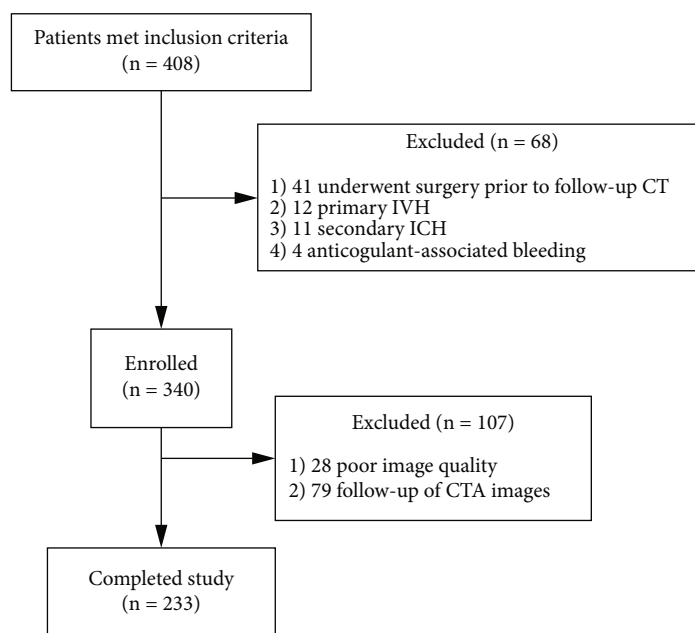 Patients met inclusion criteria
(n = 408)
Excluded (n = 68)
1) 41 underwent surgery prior to follow-up CT
2) 12 primary IVH
3) 11 secondary ICH
4) 4 anticogulant-associated bleeding
Enrolled
(n = 340)
Excluded (n = 107)
1) 28 poor image quality
2) 79 follow-up of CTA images
Completed study
(n = 233)